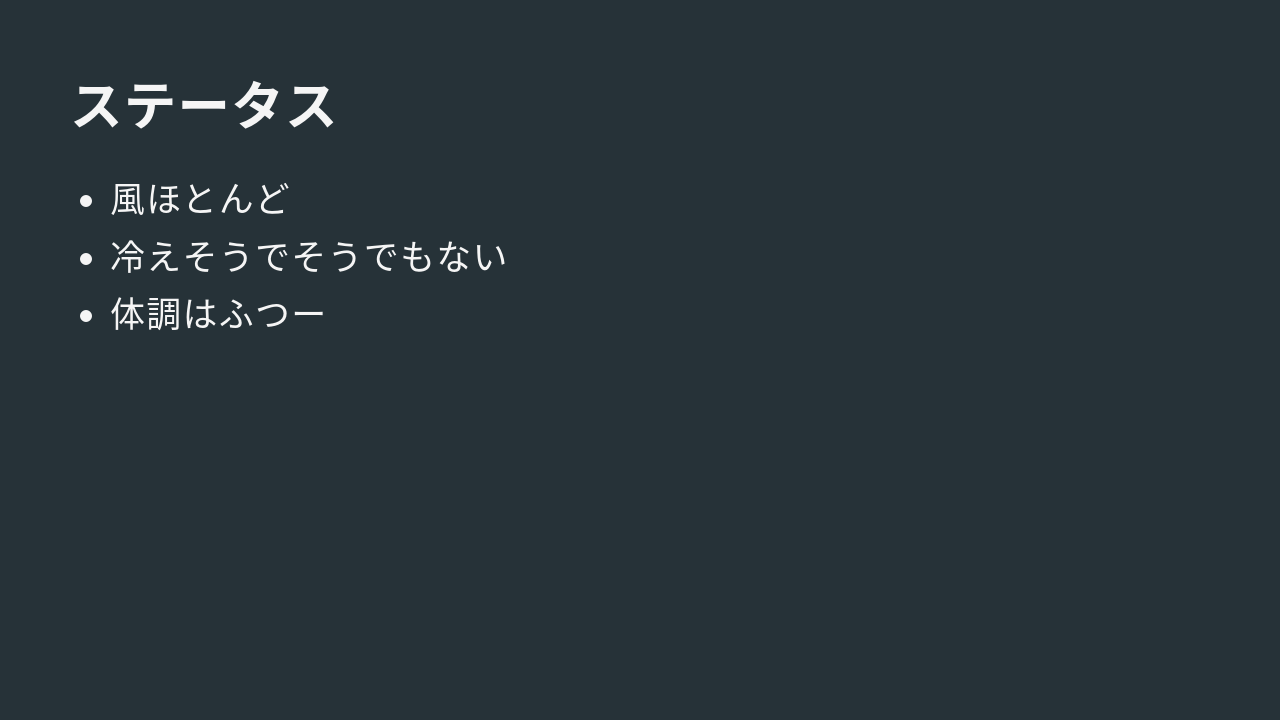 ステータス
風ほとんど
冷えそうでそうでもない
体調はふつー